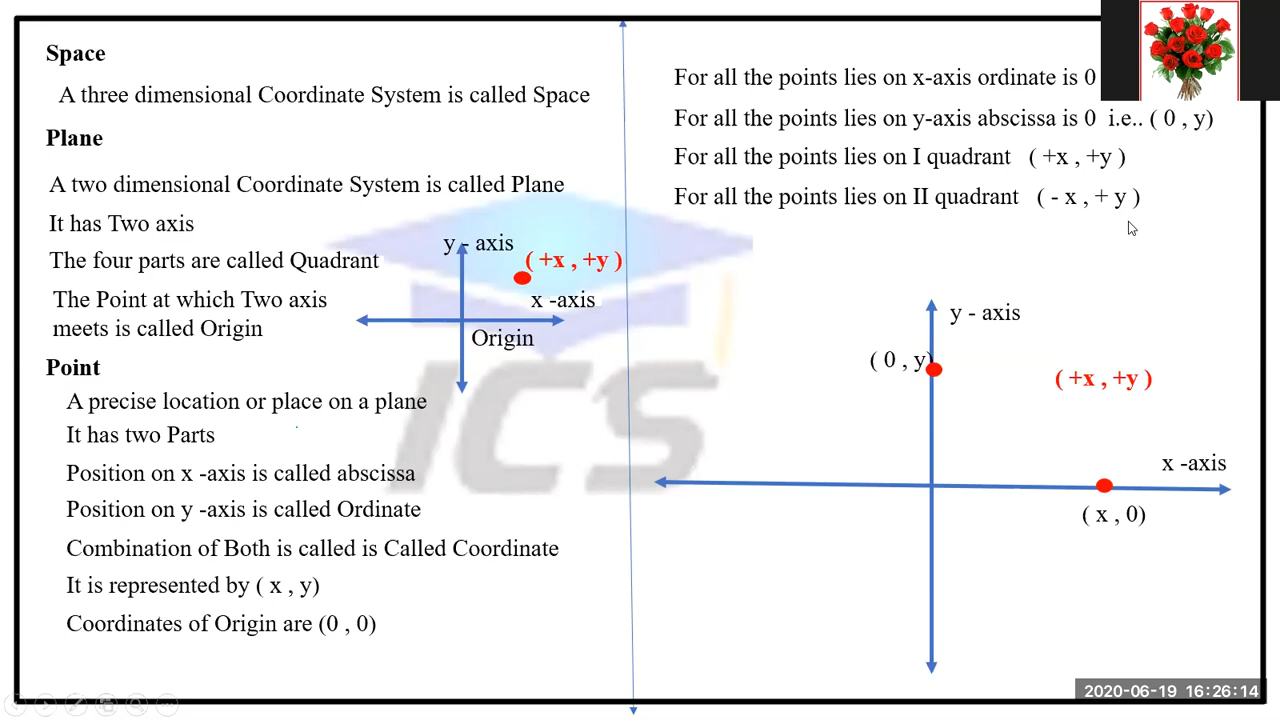 Space
A three dimensional Coordinate System is called Space
Plane
A two dimensional Coordinate System is called Plane
It has Two axis
The four parts are called Quadrant
The Point at which Two axis
meets is called Origin
y - axis
( +x , +y )
x -axis
Origin
Point
A precise location or place on a plane
It has two Parts
Position on x -axis is called abscissa
Position on y -axis is called Ordinate
Combination of Both is called is Called Coordinate
It is represented by ( x , y)
Coordinates of Origin are (0 , 0)
ICS
For all the points lies on x-axis ordinate is 0
For all the points lies on y-axis abscissa is 0 i.e.. ( 0 , y)
For all the points lies on I quadrant ( +x , +y )
For all the points lies on II quadrant ( - x , + y )
y - axis
( 0 , y)
( +x , +y )
x -axis
( x , 0)
2020-06-19 16:26:14